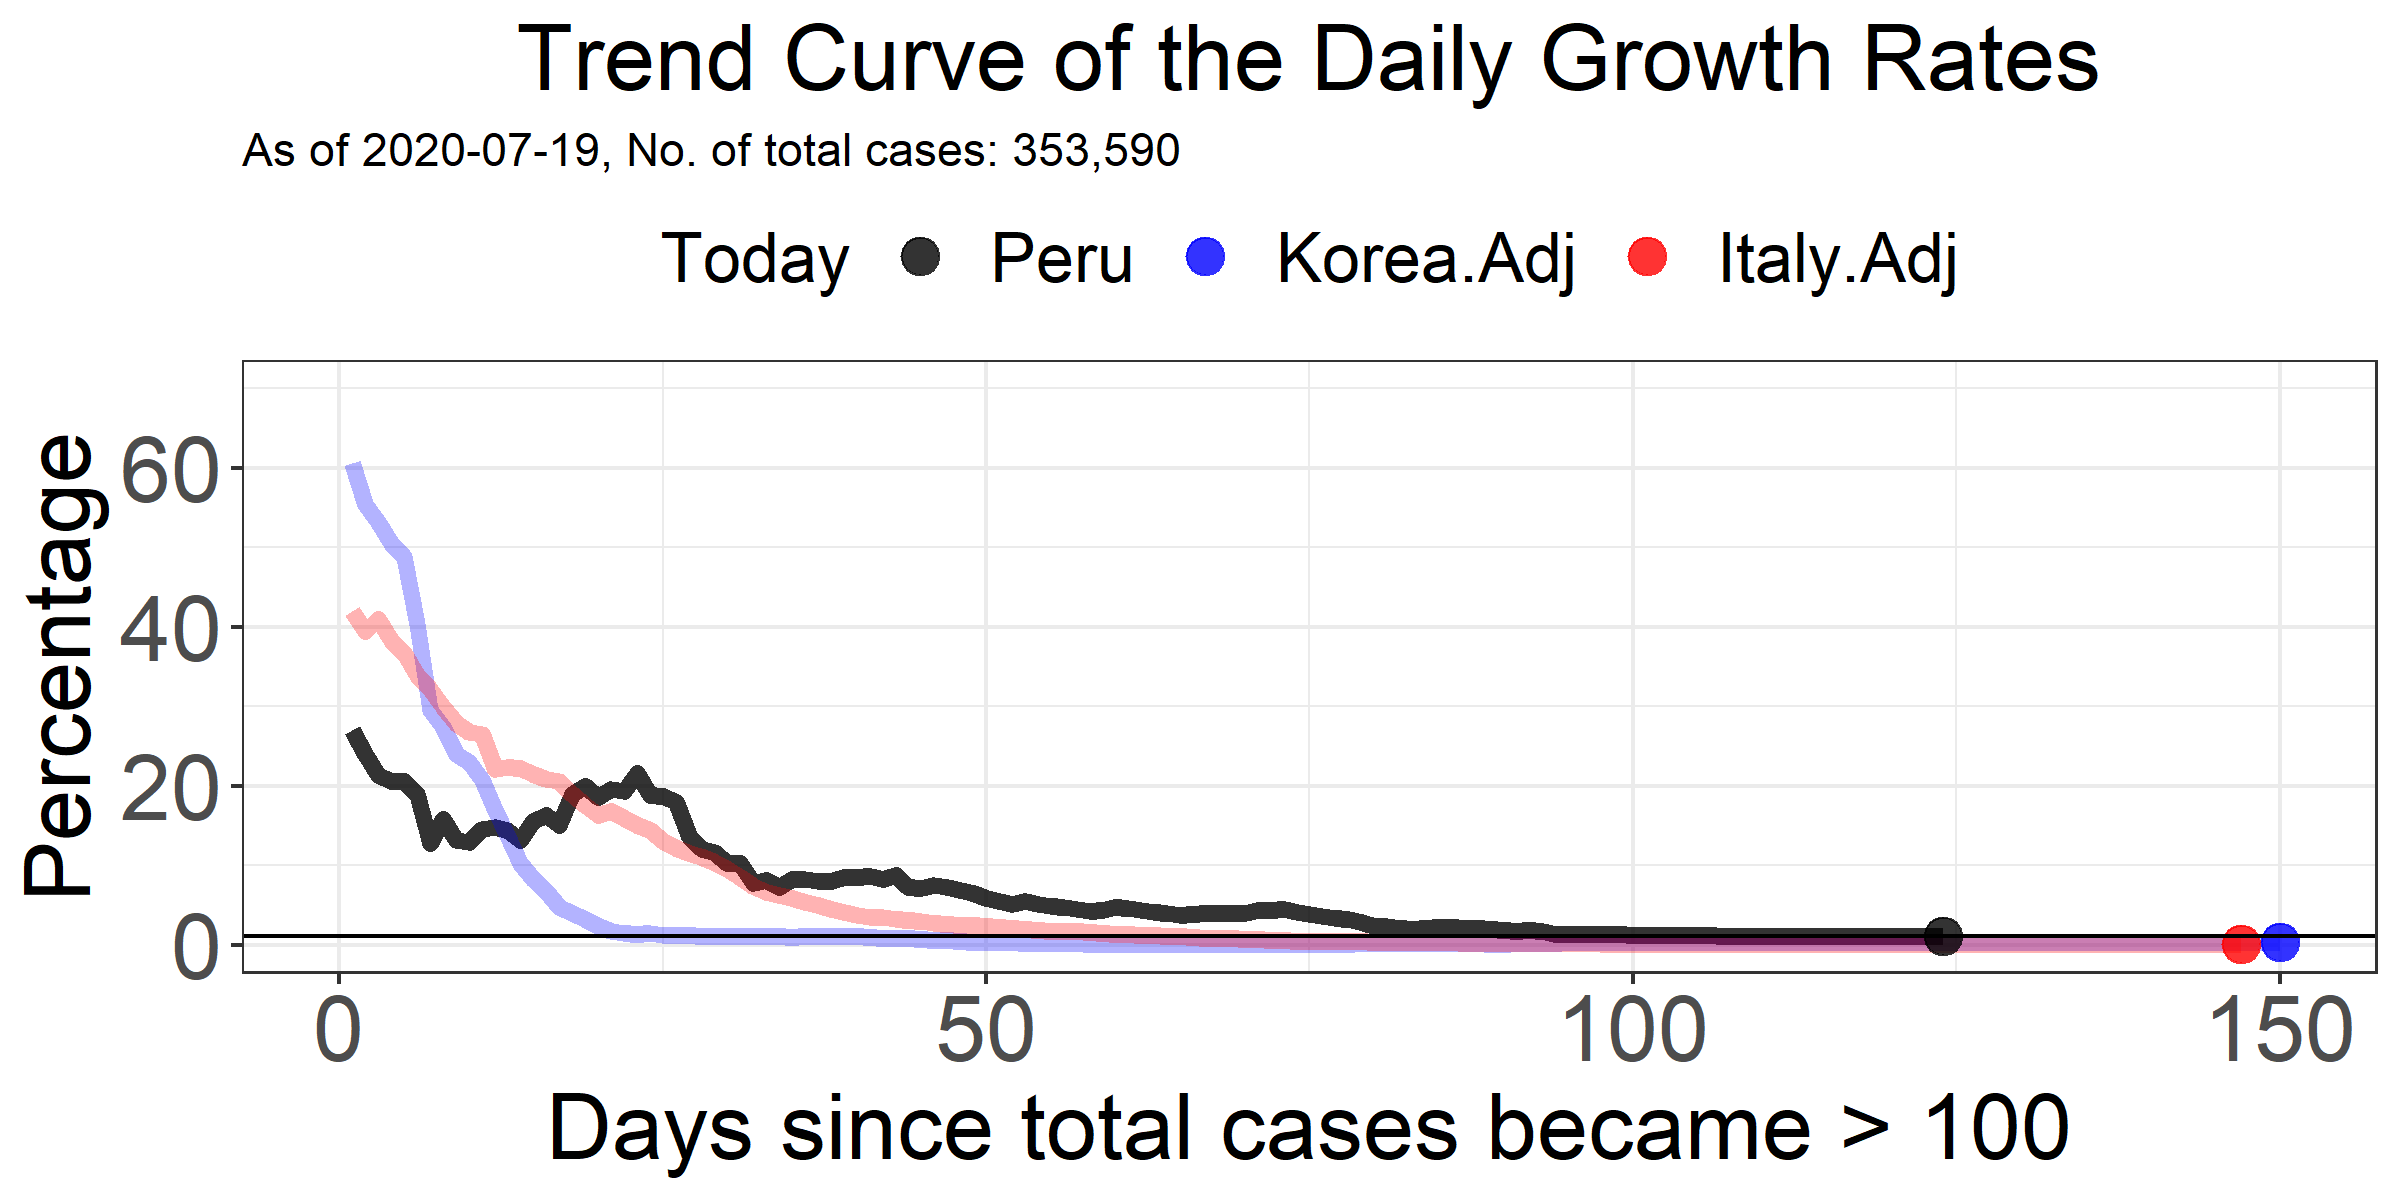 Trend Curve of the Daily Growth Rates
As of 2020-07-19, No. of total cases: 353,590
Today Peru Korea.Adj Italy.Adj
Percentage
60
40
20
0
0 50 100 150
Days since total cases became > 100